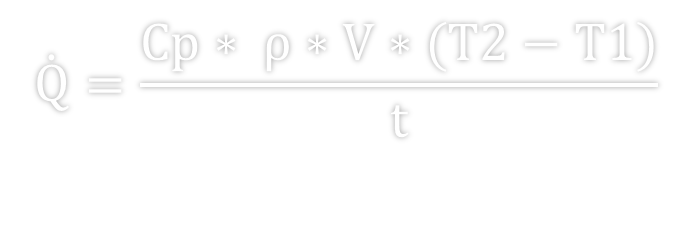 Q̇ = Cp * ρ * V * (T2 − T1)
t